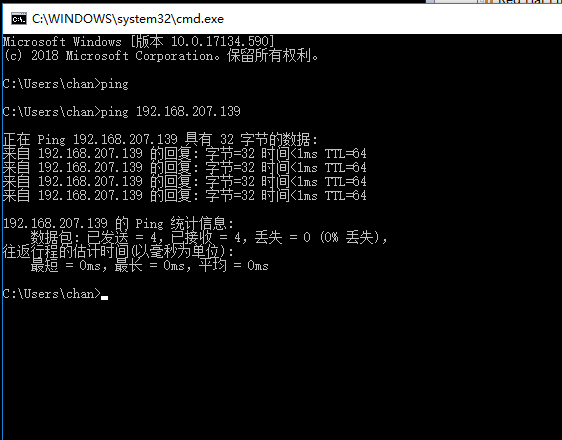 C:\WINDOWS\system32\cmd.exe
Microsoft Windows [版本 10.0.17134.590]
(c) 2018 Microsoft Corporation。保留所有权利。
C:\Users\chan>ping
C:\Users\chan>ping 192.168.207.139
正在 Ping 192.168.207.139 具有 32 字节的数据:
来自 192.168.207.139 的回复: 字节=32 时间<1ms TTL=64
来自 192.168.207.139 的回复: 字节=32 时间<1ms TTL=64
来自 192.168.207.139 的回复: 字节=32 时间<1ms TTL=64
来自 192.168.207.139 的回复: 字节=32 时间<1ms TTL=64
192.168.207.139 的 Ping 统计信息:
数据包: 已发送 = 4，已接收 = 4，丢失 = 0 (0% 丢失)，
往返行程的估计时间(以毫秒为单位):
最短 = 0ms，最长 = 0ms，平均 = 0ms
C:\Users\chan>